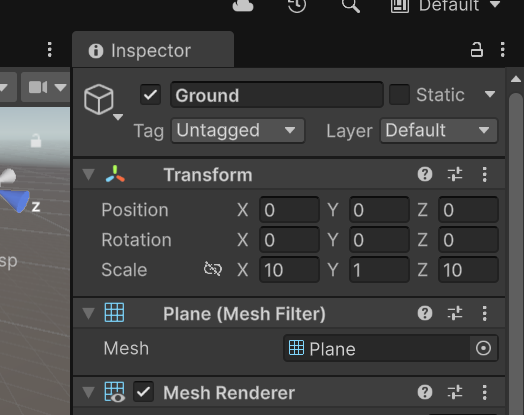 Default
Inspector
Ground Static
Tag Untagged Layer Default
Transform
Position X 0 Y 0 Z 0
z
Rotation X 0 Y 0 Z 0
sp
Scale X 10 Y 1 Z 10
Plane (Mesh Filter)
Mesh Plane
Mesh Renderer